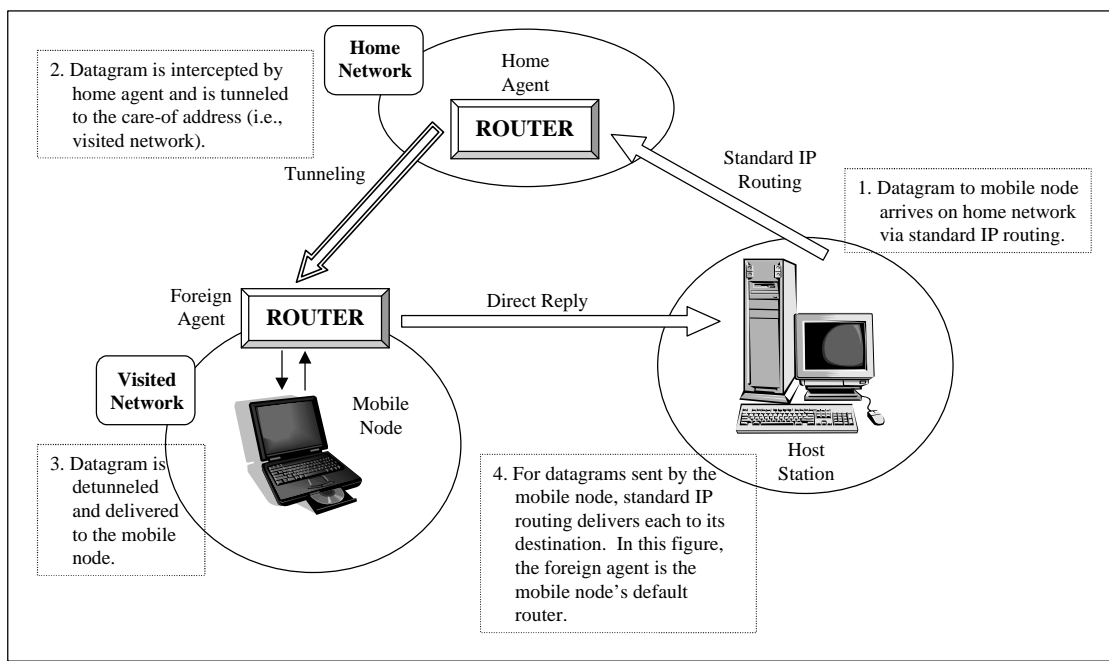 Home
Network
Home
Agent
ROUTER
2. Datagram is intercepted by
home agent and is tunneled
to the care-of address (i.e.,
visited network).
Tunneling
Standard IP
Routing
1. Datagram to mobile node
arrives on home network
via standard IP routing.
Foreign
Agent
ROUTER
Direct Reply
Visited
Network
Mobile
Node
Host
Station
3. Datagram is
detunneled
and delivered
to the mobile
node.
4. For datagrams sent by the
mobile node, standard IP
routing delivers each to its
destination. In this figure,
the foreign agent is the
mobile node’s default
router.